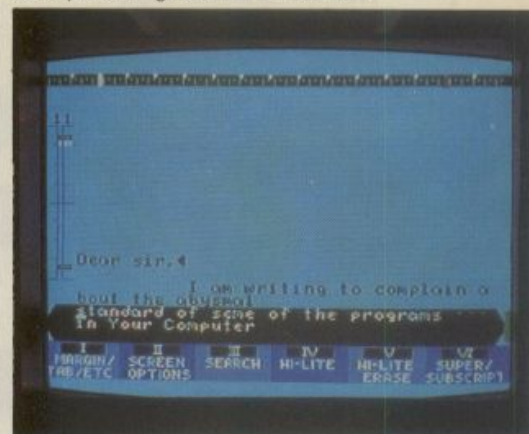 11
Dear sir,
I am writing to complain a
bout the abysmal
standard of some of the programs
In Your Computer
I II III IV V VI
MARGIN/ SCREEN SEARCH HI-LITE HI-LITE SUPER/
TAB/ETC OPTIONS ERASE SUBSCRIPT